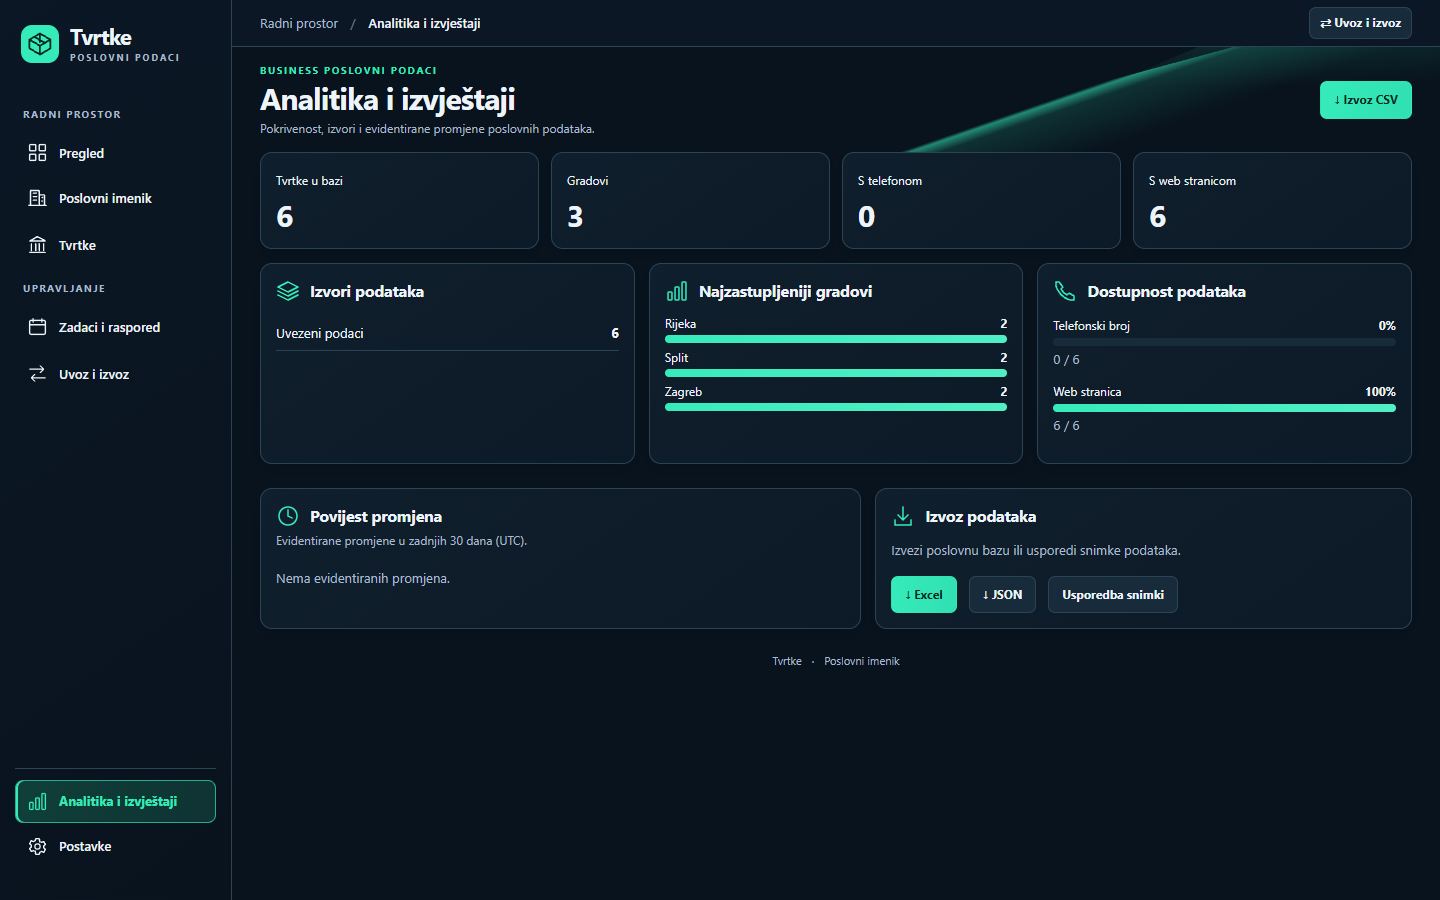 Tvrtke
POSLOVNI PODACI
RADNI PROSTOR
Pregled
Poslovni imenik
Tvrtke
UPRAVLJANJE
Zadaci i raspored
Uvoz i izvoz
Analitika i izvještaji
Postavke
Radni prostor / Analitika i izvještaji
⇄ Uvoz i izvoz
BUSINESS POSLOVNI PODACI
Analitika i izvještaji
Pokrivenost, izvori i evidentirane promjene poslovnih podataka.
↓ Izvoz CSV
Tvrtke u bazi
6
Gradovi
3
S telefonom
0
S web stranicom
6
Izvori podataka
Uvezeni podaci 6
Najzastupljeniji gradovi
Rijeka 2
Split 2
Zagreb 2
Dostupnost podataka
Telefonski broj 0%
0 / 6
Web stranica 100%
6 / 6
Povijest promjena
Evidentirane promjene u zadnjih 30 dana (UTC).
Nema evidentiranih promjena.
Izvoz podataka
Izvezi poslovnu bazu ili usporedi snimke podataka.
↓ Excel
↓ JSON
Usporedba snimki
Tvrtke · Poslovni imenik